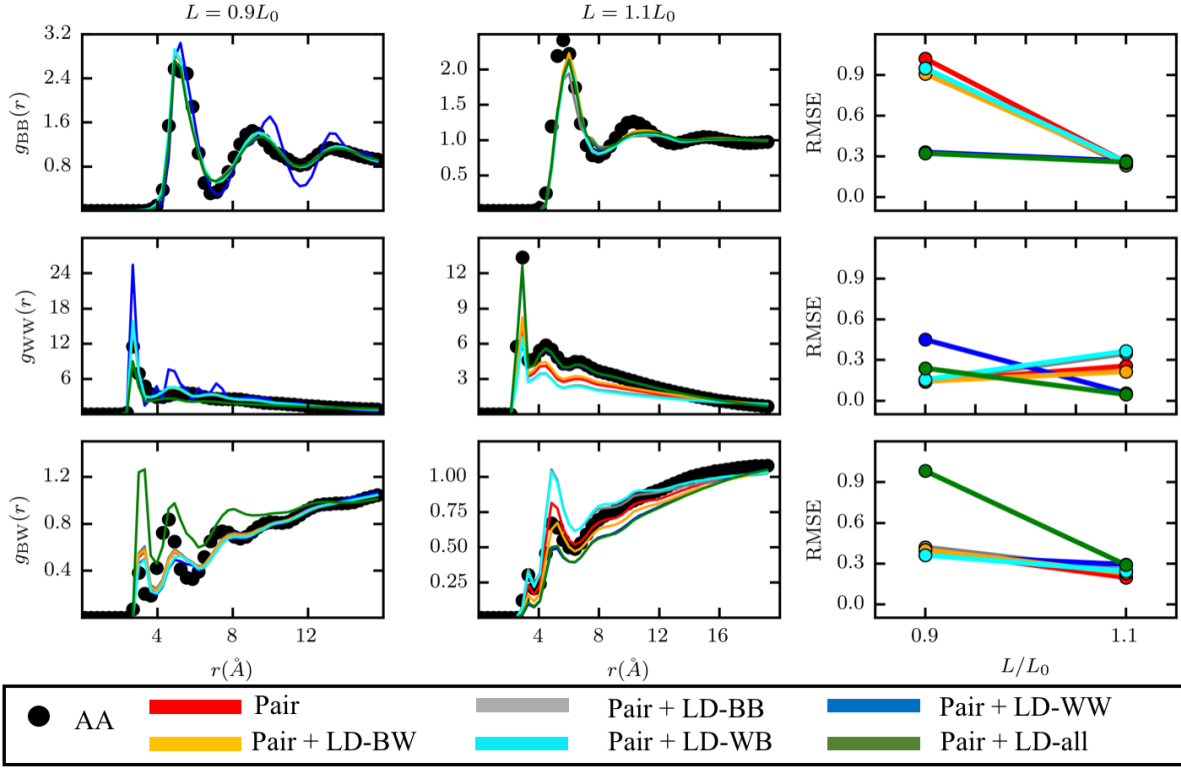 L = 0.9L₀
L = 1.1L₀
g_BB(r)
3.2
2.4
1.6
0.8
2.0
1.5
1.0
0.5
RMSE
0.9
0.6
0.3
0.0
g_WW(r)
24
18
12
6
12
9
6
3
RMSE
0.9
0.6
0.3
0.0
g_BW(r)
1.2
0.8
0.4
1.00
0.75
0.50
0.25
RMSE
0.9
0.6
0.3
0.0
4 8 12
4 8 12 16
0.9 1.1
r(Å)
r(Å)
L/L₀
AA
Pair
Pair + LD-BB
Pair + LD-WW
Pair + LD-BW
Pair + LD-WB
Pair + LD-all